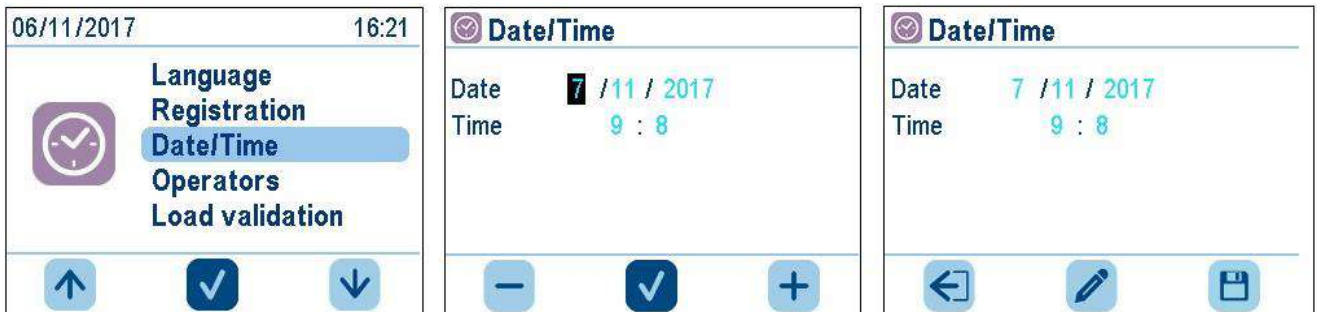 06/11/2017 16:21
Language
Registration
Date/Time
Operators
Load validation
Date/Time
Date 7 / 11 / 2017
Time 9 : 8
Date/Time
Date 7 / 11 / 2017
Time 9 : 8